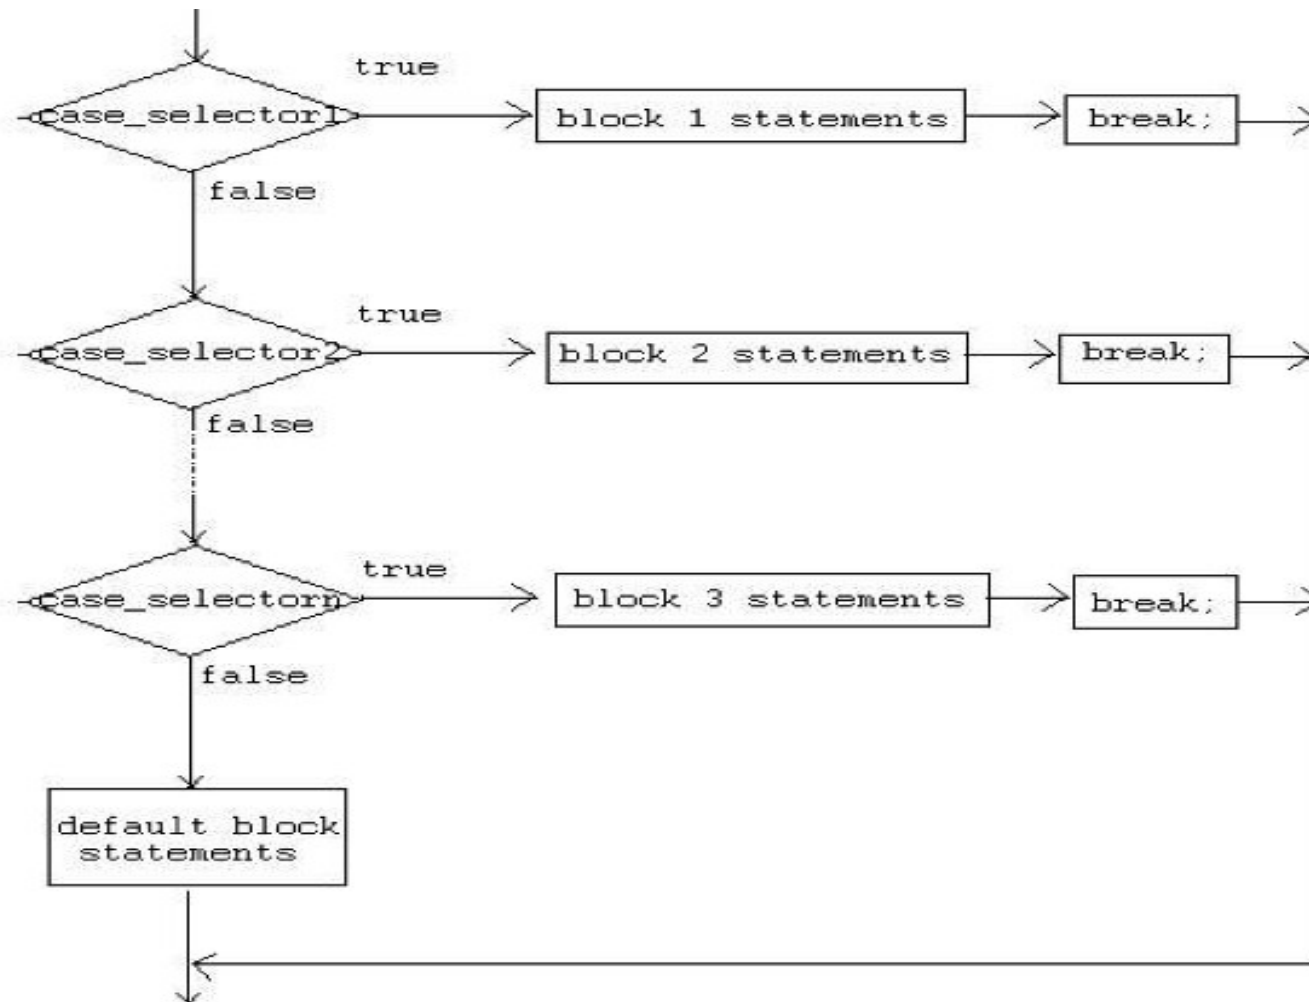 true
case_selector1
block 1 statements
break;
false
true
case_selector2
block 2 statements
break;
false
true
case_selectorn
block 3 statements
break;
false
default block
statements